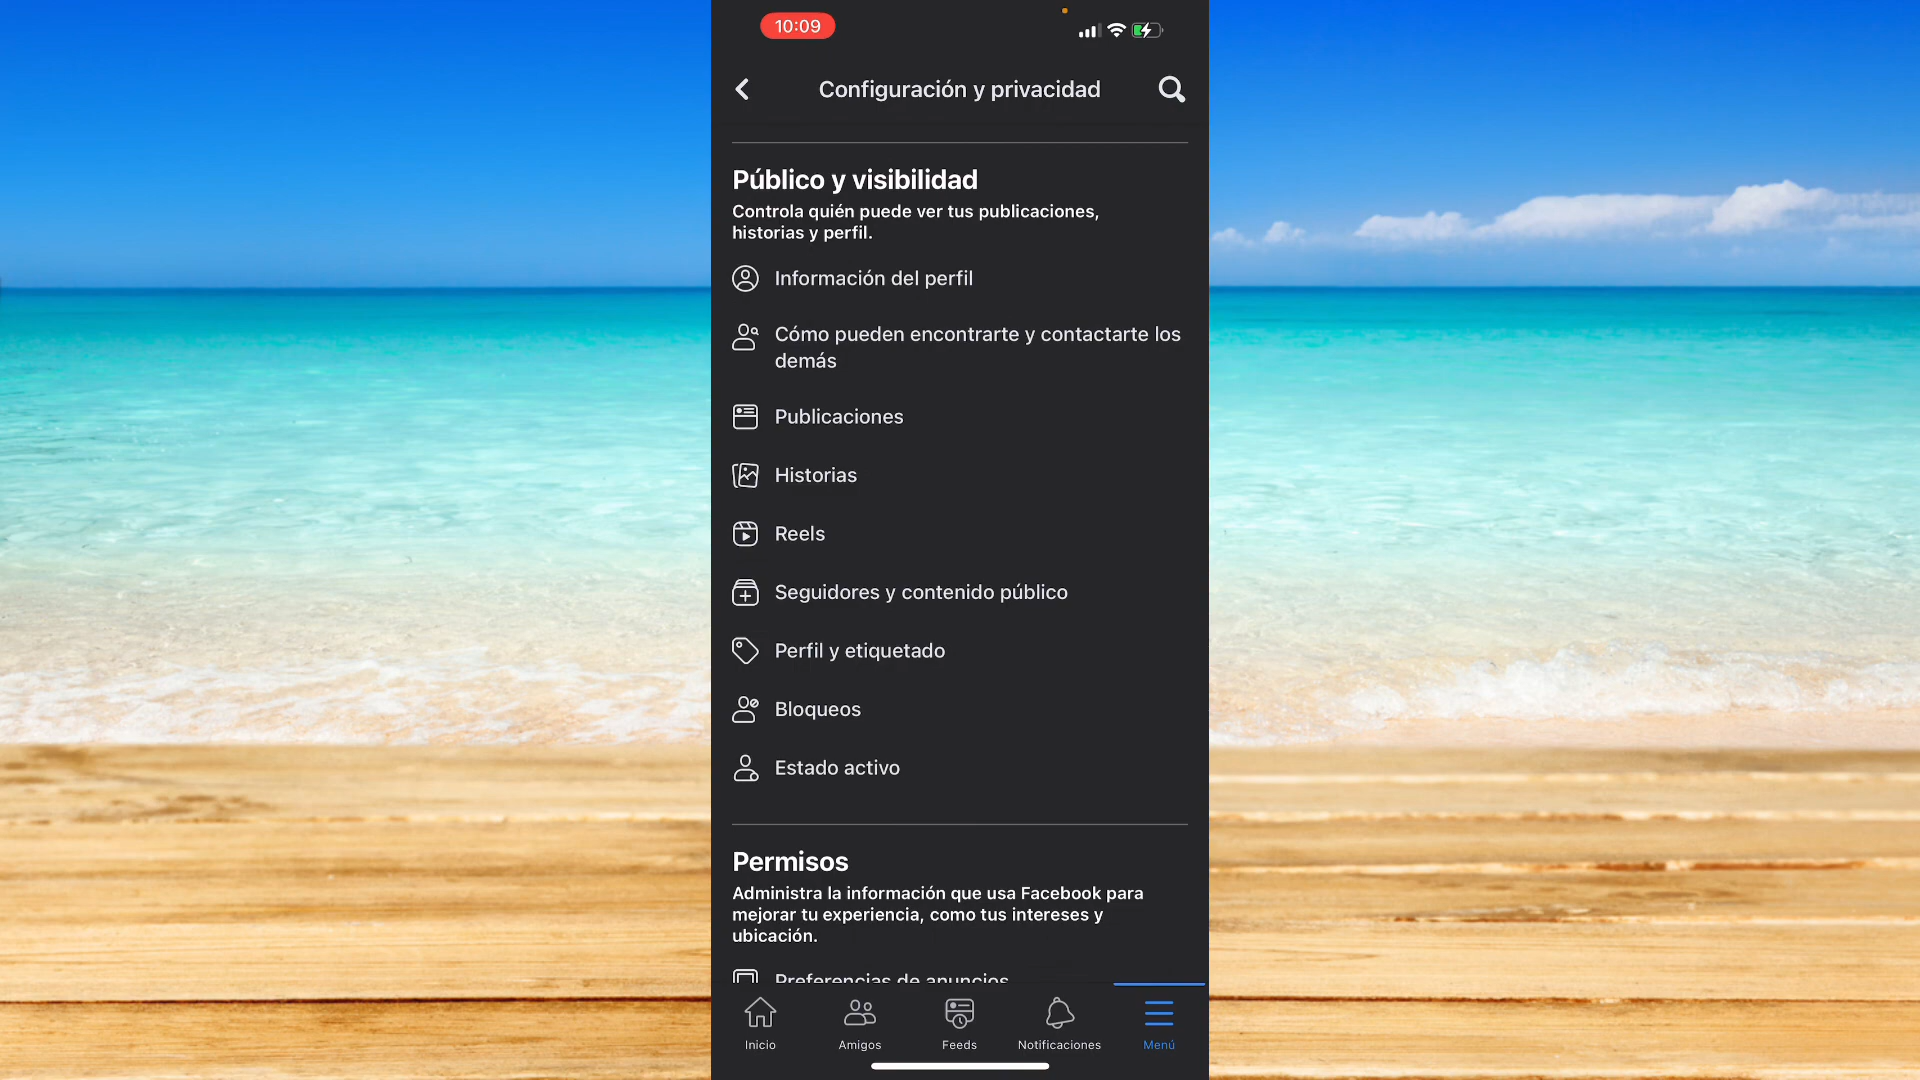 10:09
Configuración y privacidad
Público y visibilidad
Controla quién puede ver tus publicaciones,
historias y perfil.
Información del perfil
Cómo pueden encontrarte y contactarte los
demás
Publicaciones
Historias
Reels
Seguidores y contenido público
Perfil y etiquetado
Bloqueos
Estado activo
Permisos
Administra la información que usa Facebook para
mejorar tu experiencia, como tus intereses y
ubicación.
Preferencias de anuncios
Inicio
Amigos
Feeds
Notificaciones
Menú